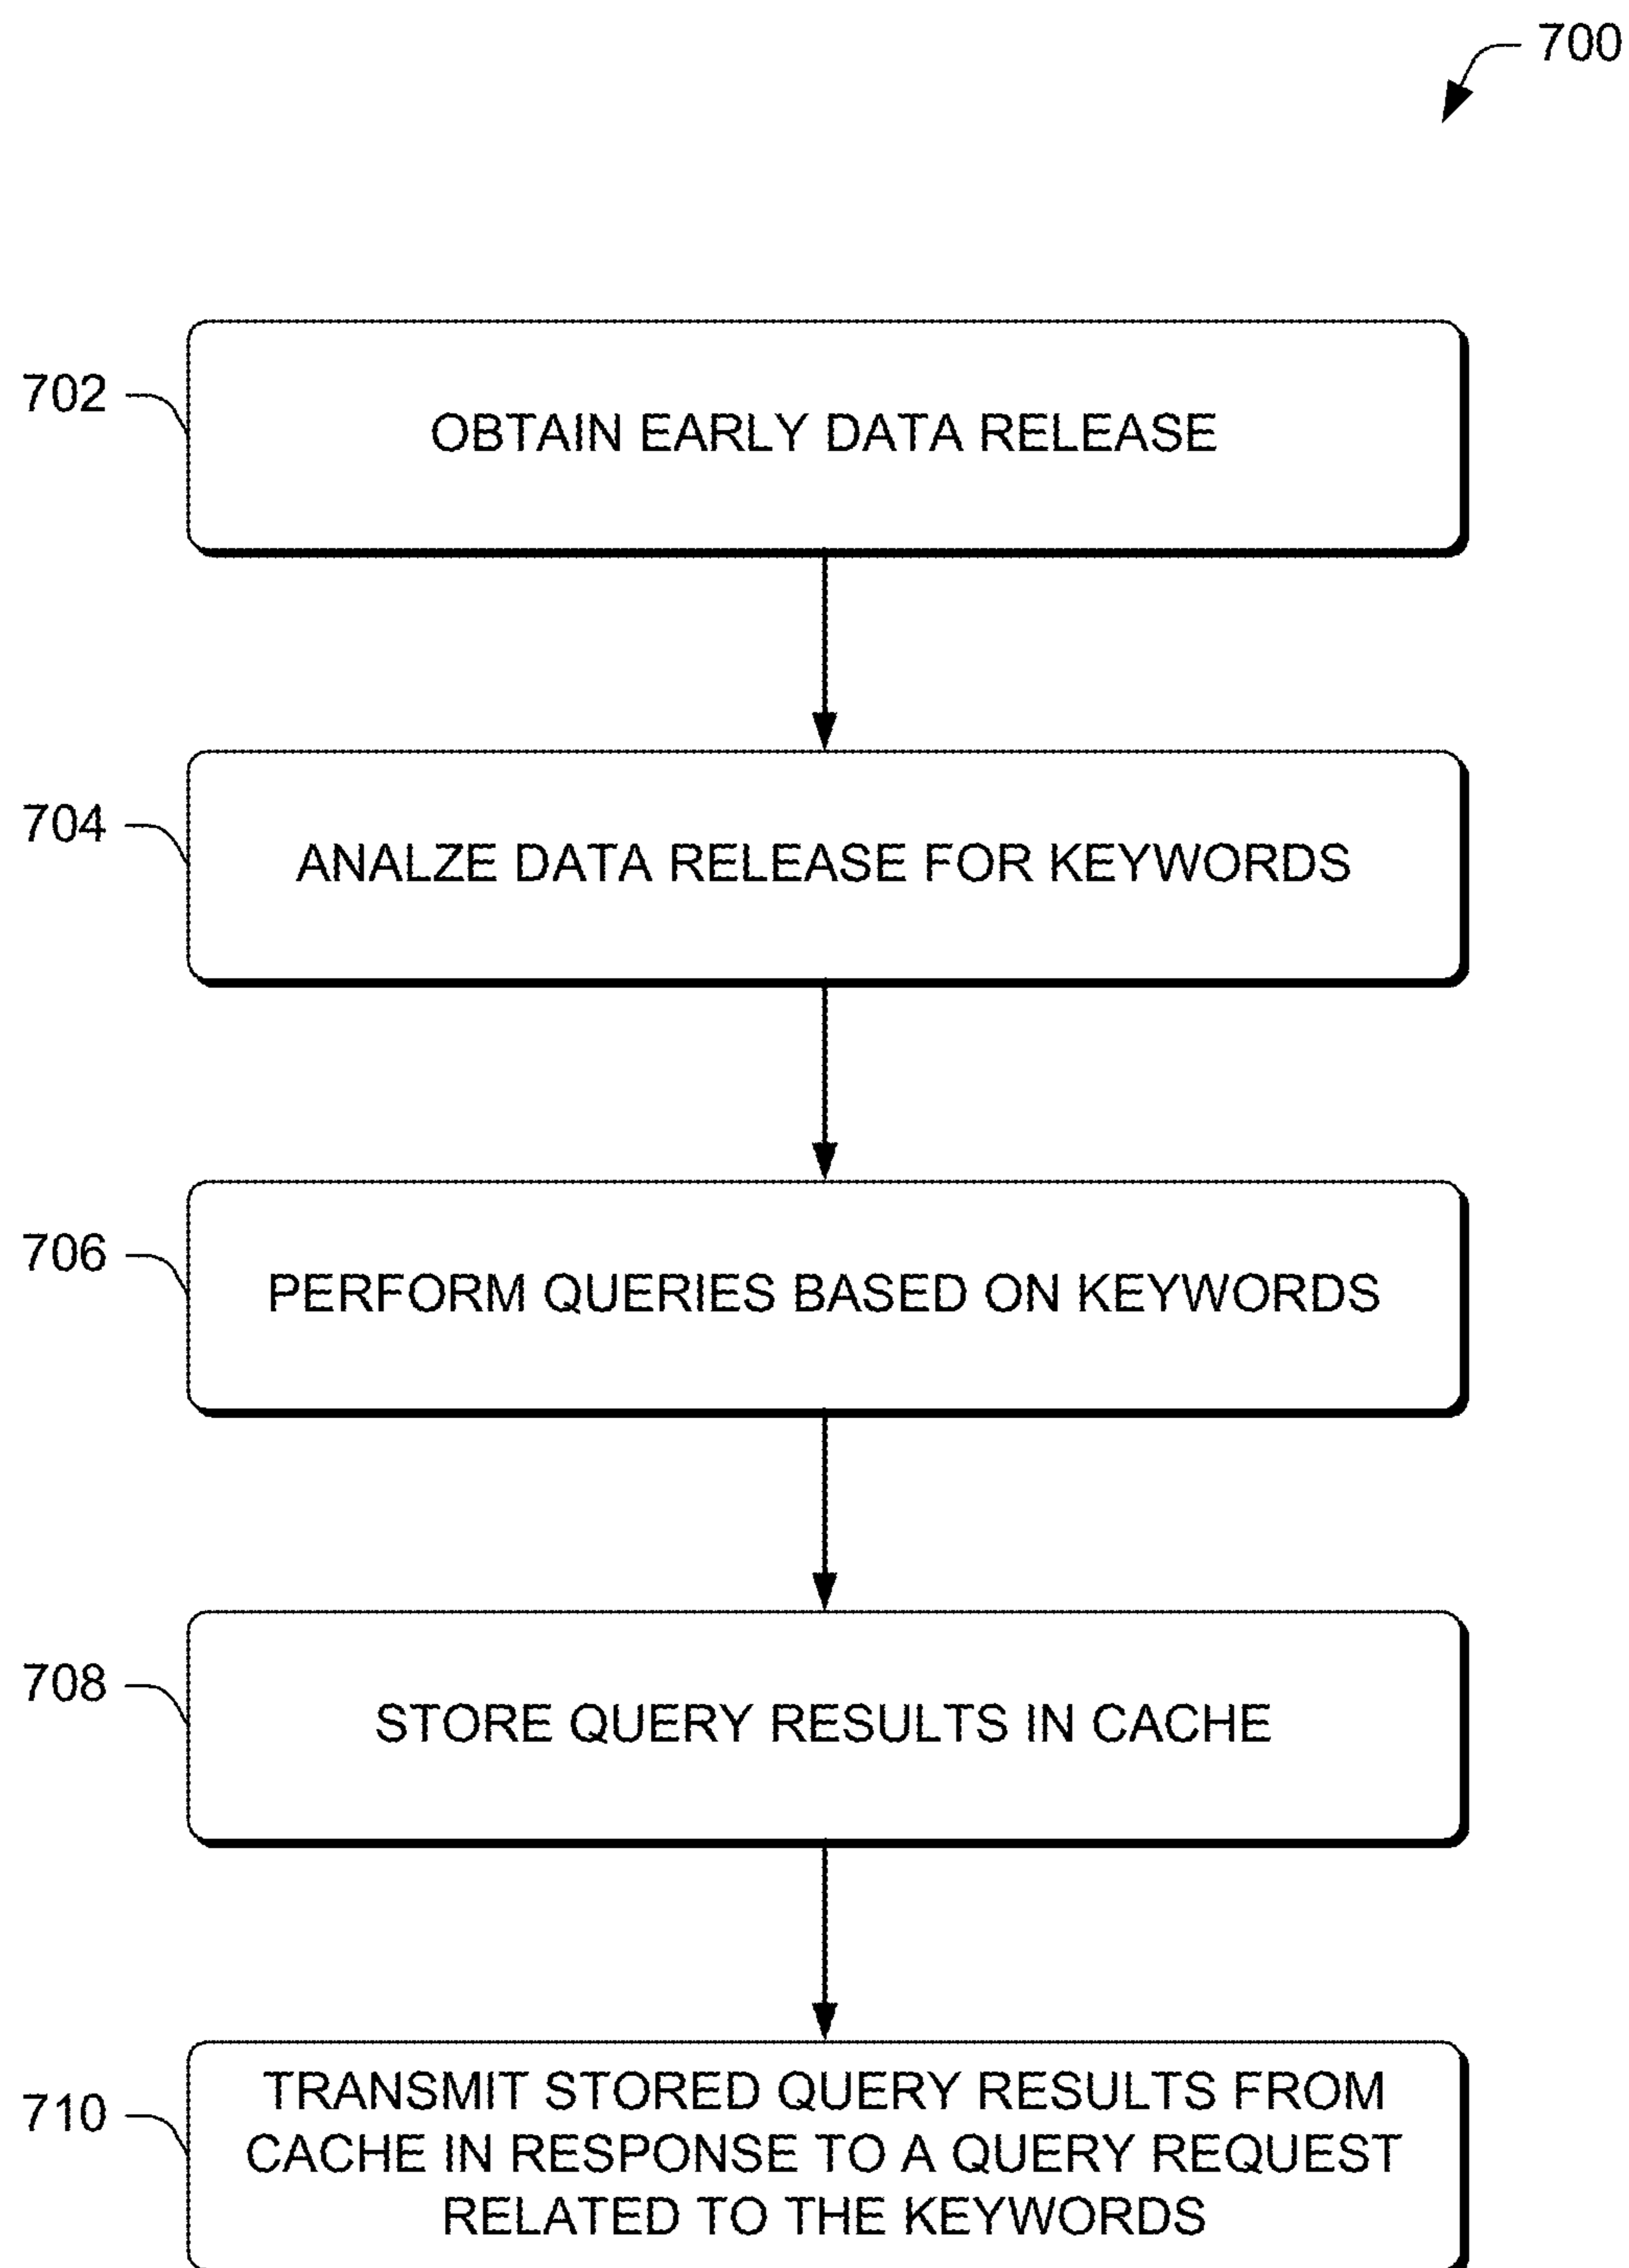 700
702
OBTAIN EARLY DATA RELEASE
704
ANALZE DATA RELEASE FOR KEYWORDS
706
PERFORM QUERIES BASED ON KEYWORDS
708
STORE QUERY RESULTS IN CACHE
710
TRANSMIT STORED QUERY RESULTS FROM
CACHE IN RESPONSE TO A QUERY REQUEST
RELATED TO THE KEYWORDS